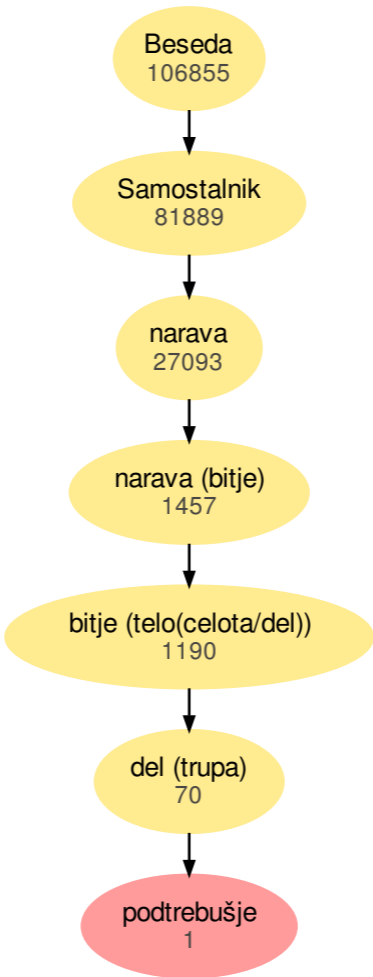 Beseda
106855
Samostalnik
81889
narava
27093
narava (bitje)
1457
bitje (telo(celota/del))
1190
del (trupa)
70
podtrebušje
1